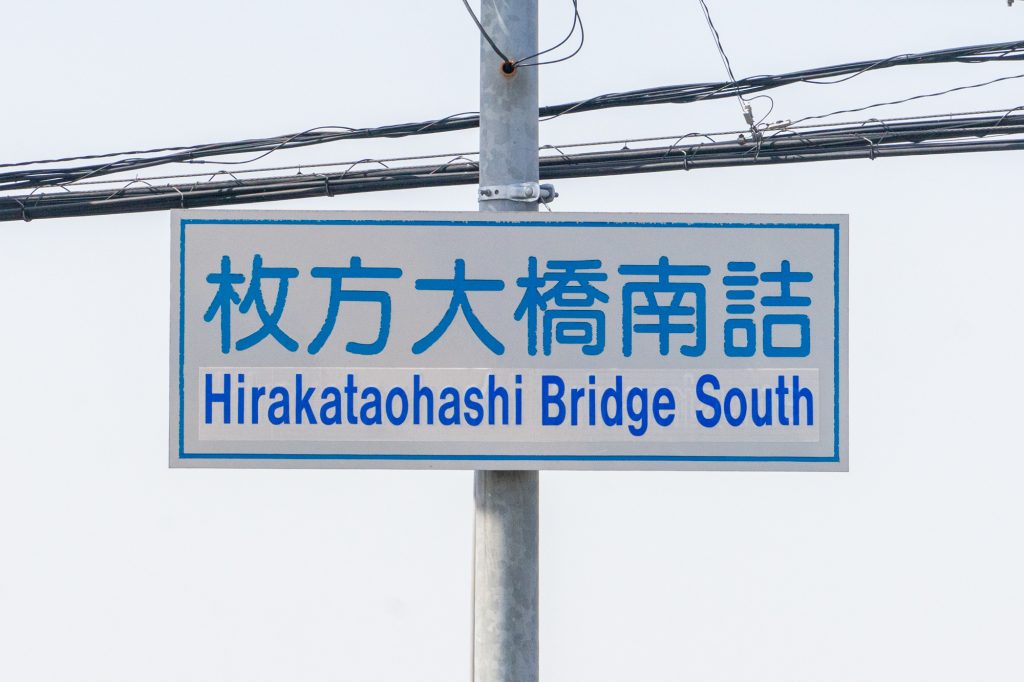 枚方大橋南詰
Hirakataohashi Bridge South